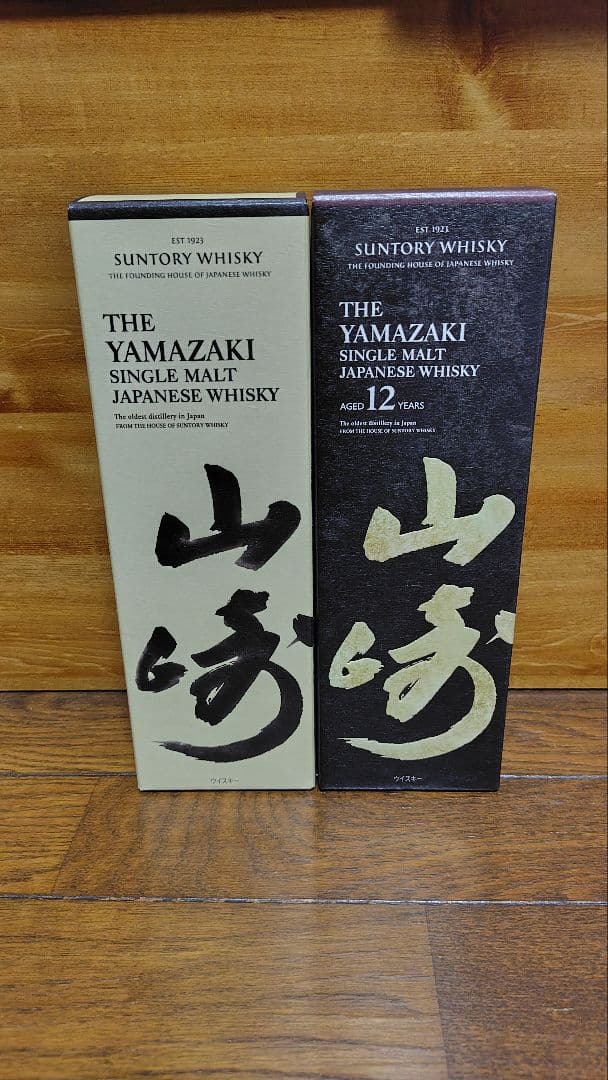 EST 1923
SUNTORY WHISKY
THE FOUNDING HOUSE OF JAPANESE WHISKY
THE
YAMAZAKI
SINGLE MALT
JAPANESE WHISKY
The oldest distillery in Japan
FROM THE HOUSE OF SUNTORY WHISKY
山
崎
ウイスキー
EST 1923
SUNTORY WHISKY
THE FOUNDING HOUSE OF JAPANESE WHISKY
THE
YAMAZAKI
SINGLE MALT
JAPANESE WHISKY
AGED 12 YEARS
The oldest distillery in Japan
FROM THE HOUSE OF SUNTORY WHISKY
山
崎
ウイスキー